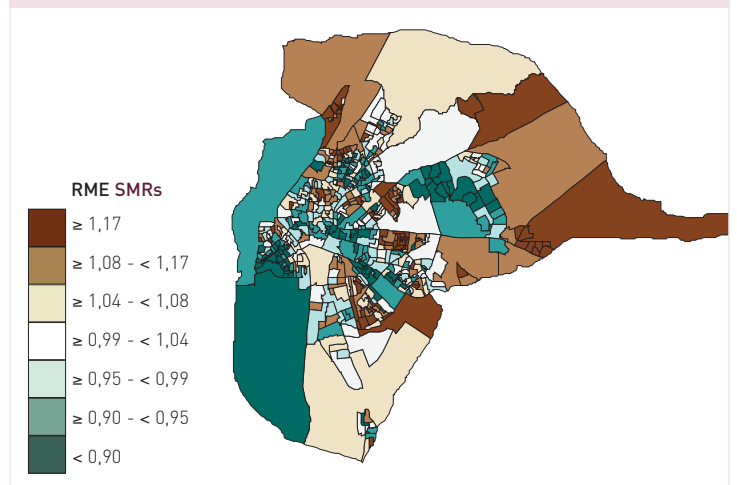 RME SMRs
≥ 1,17
≥ 1,08 - < 1,17
≥ 1,04 - < 1,08
≥ 0,99 - < 1,04
≥ 0,95 - < 0,99
≥ 0,90 - < 0,95
< 0,90